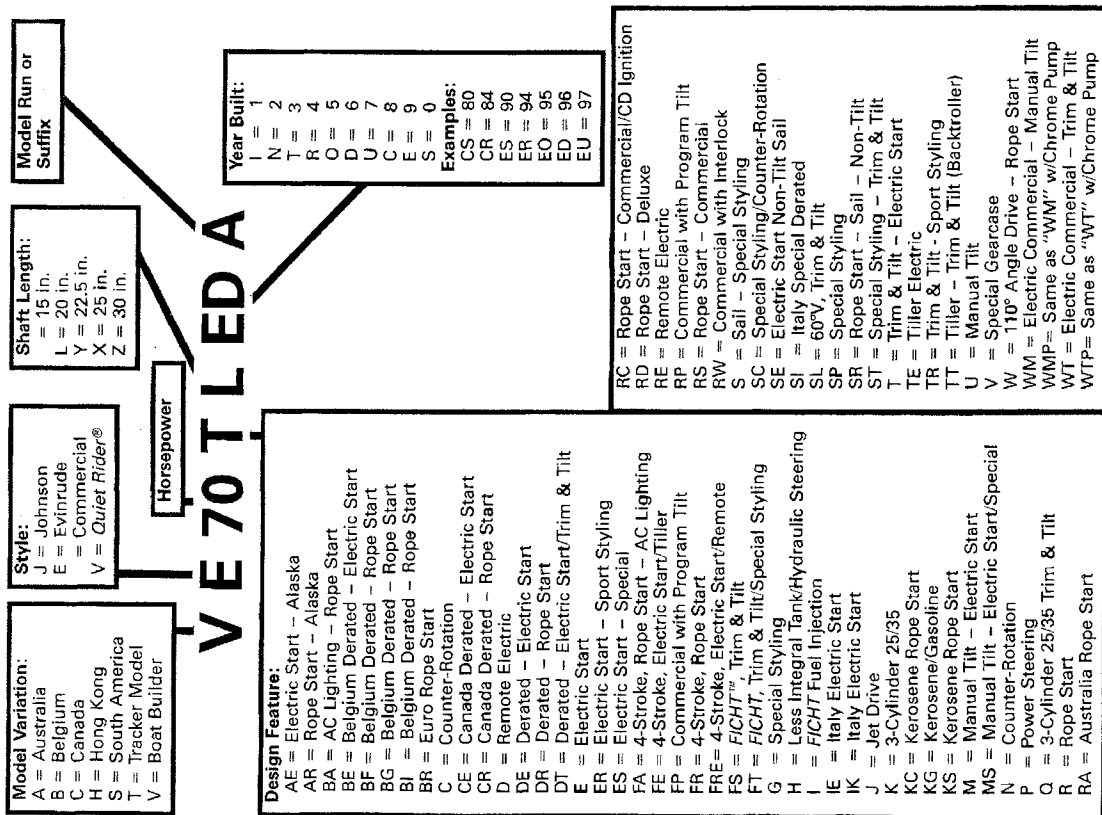 Model Variation:
A = Australia
B = Belgium
C = Canada
H = Hong Kong
S = South America
T = Tracker Model
V = Boat Builder
Style:
J = Johnson
E = Evinrude
= Commercial
V = Quiet Rider®
Horsepower
Shaft Length:
= 15 in.
L = 20 in.
Y = 22.5 in.
X = 25 in.
Z = 30 in.
Model Run or
Suffix
V E 70 T L ED A
Year Built:
I = 1
N = 2
T = 3
R = 4
O = 5
D = 6
U = 7
C = 8
E = 9
S = 0
Examples:
CS = 80
CR = 84
ES = 90
ER = 94
EO = 95
ED = 96
EU = 97
Design Feature:
AE = Electric Start – Alaska
AR = Rope Start – Alaska
BA = AC Lighting – Rope Start
BE = Belgium Derated – Electric Start
BF = Belgium Derated – Rope Start
BG = Belgium Derated – Rope Start
BI = Belgium Derated – Rope Start
BR = Euro Rope Start
C = Counter-Rotation
CE = Canada Derated – Electric Start
CR = Canada Derated – Rope Start
D = Remote Electric
DE = Derated – Electric Start
DR = Derated – Rope Start
DT = Derated – Electric Start/Trim & Tilt
E = Electric Start
ER = Electric Start – Sport Styling
ES = Electric Start – Special
FA = 4-Stroke, Rope Start – AC Lighting
FE = 4-Stroke, Electric Start/Tiller
FP = Commercial with Program Tilt
FR = 4-Stroke, Rope Start
FRE = 4-Stroke, Electric Start/Remote
FS = FICHT™, Trim & Tilt
FT = FICHT, Trim & Tilt/Special Styling
G = Special Styling
H = Less Integral Tank/Hydraulic Steering
I = FICHT Fuel Injection
IE = Italy Electric Start
IK = Italy Electric Start
J = Jet Drive
K = 3-Cylinder 25/35
KC = Kerosene Rope Start
KG = Kerosene/Gasoline
KS = Kerosene Rope Start
M = Manual Tilt – Electric Start
MS = Manual Tilt – Electric Start/Special
N = Counter-Rotation
P = Power Steering
Q = 3-Cylinder 25/35 Trim & Tilt
R = Rope Start
RA = Australia Rope Start
RC = Rope Start – Commercial/CD Ignition
RD = Rope Start – Deluxe
RE = Remote Electric
RP = Commercial with Program Tilt
RS = Rope Start – Commercial
RW = Commercial with Interlock
S = Sail – Special Styling
SC = Special Styling/Counter-Rotation
SE = Electric Start Non-Tilt Sail
SI = Italy Special Derated
SL = 60°V, Trim & Tilt
SP = Special Styling
SR = Rope Start – Sail – Non-Tilt
ST = Special Styling – Trim & Tilt
T = Trim & Tilt – Electric Start
TE = Tiller Electric
TR = Trim & Tilt - Sport Styling
TT = Tiller – Trim & Tilt (Backtroller)
U = Manual Tilt
V = Special Gearcase
W = 110° Angle Drive – Rope Start
WM = Electric Commercial – Manual Tilt
WMP= Same as "WM" w/Chrome Pump
WT = Electric Commercial – Trim & Tilt
WTP= Same as "WT" w/Chrome Pump